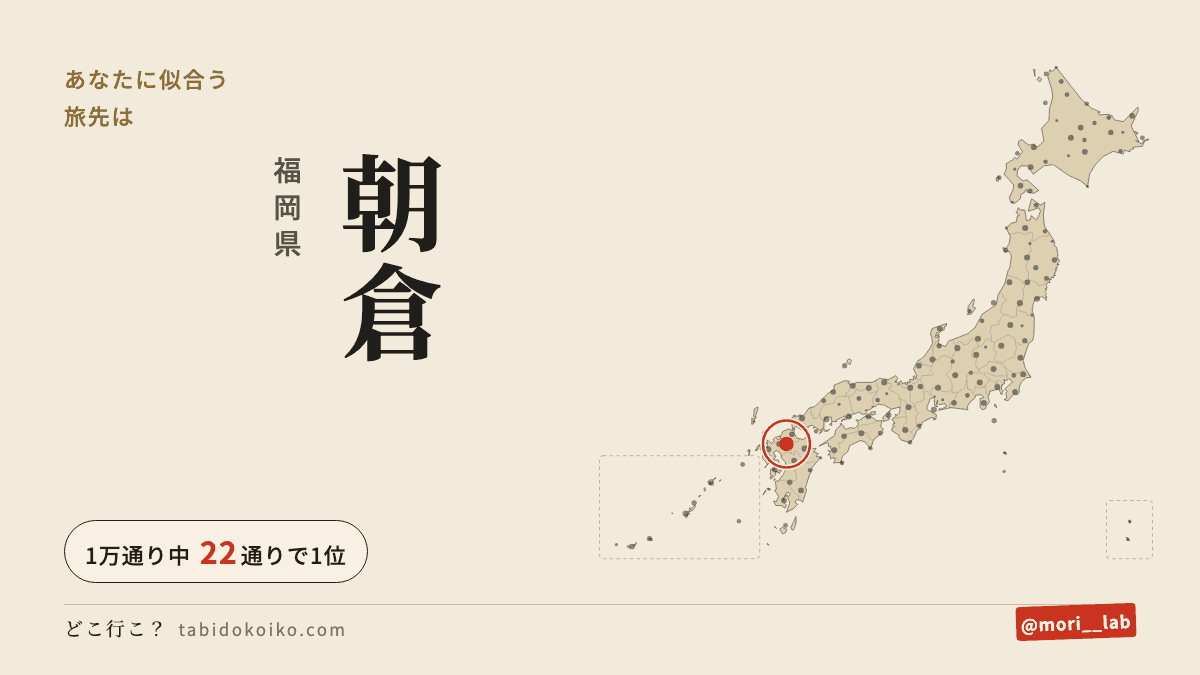 あなたに似合う
旅先は
朝倉
福岡県
1万通り中 22通りで1位
どこ行こ? tabidokoiko.com
@mori__lab